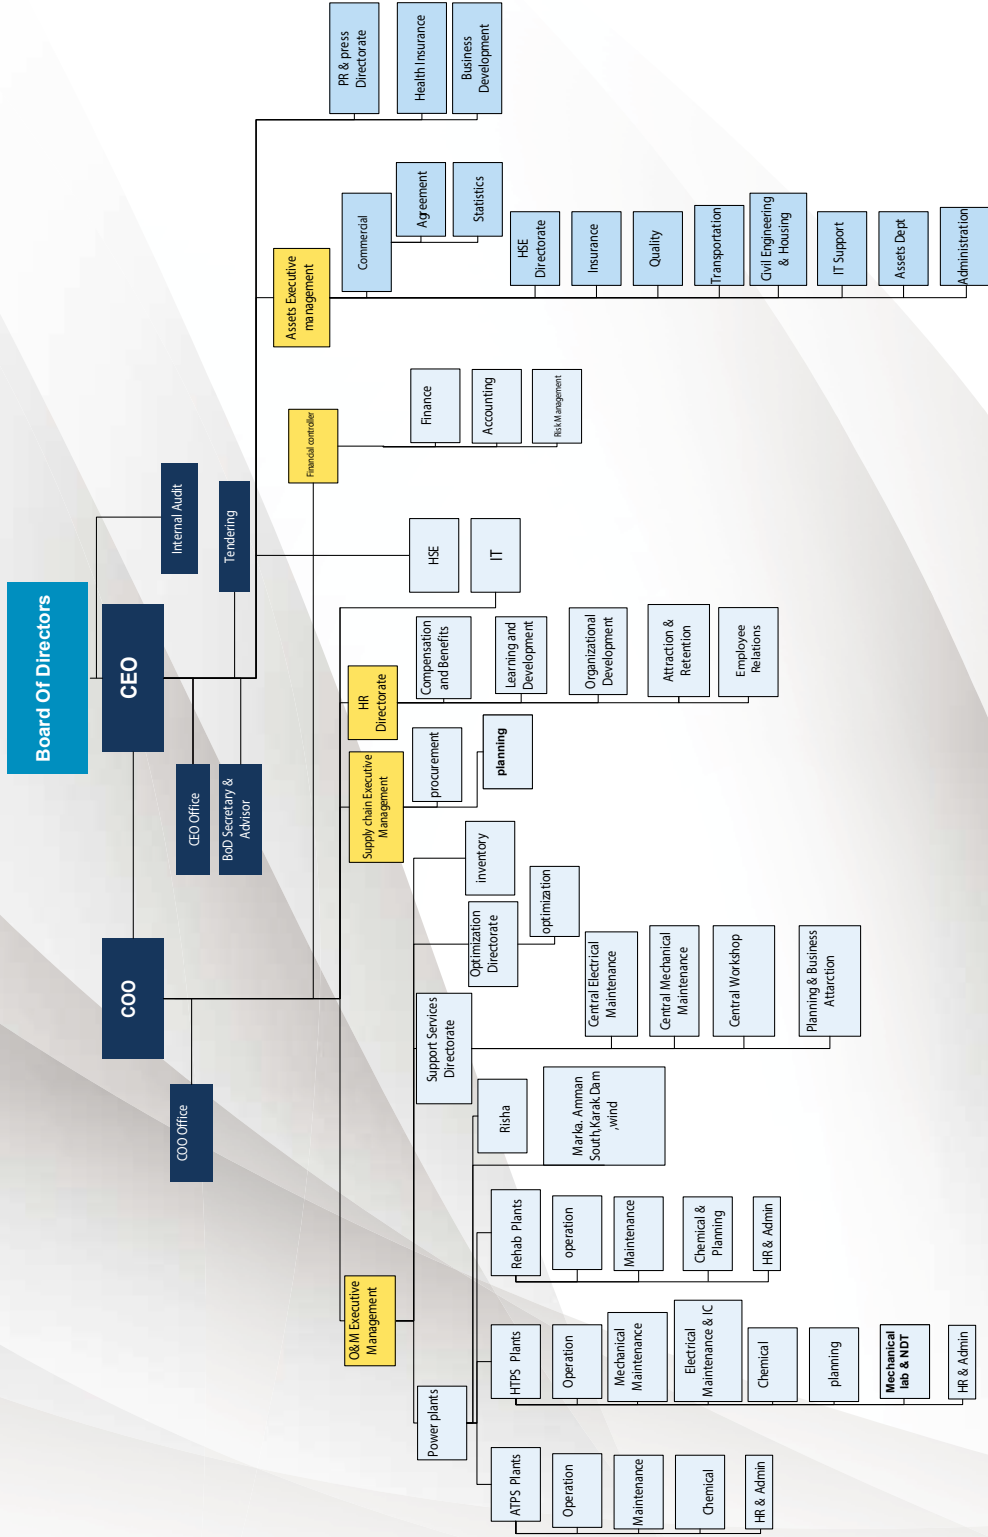 Board Of Directors
CEO
COO
Internal Audit
Tendering
CEO Office
BoD Secretary &
Advisor
COO Office
O&M Executive
Management
Supply chain Executive
Management
HR
Directorate
Financial controller
Assets Executive
management
PR & press
Directorate
Health Insurance
Business
Development
Power plants
ATPS Plants
Operation
Maintenance
Chemical
HR & Admin
HTPS Plants
Operation
Mechanical
Maintenance
Electrical
Maintenance & IC
Chemical
planning
Mechanical
lab & NDT
HR & Admin
Rehab Plants
operation
Maintenance
Chemical &
Planning
HR & Admin
Risha
Marka. Amman
South,Karak.Dam
,wind
Support Services
Directorate
Central Electrical
Maintenance
Central Mechanical
Maintenance
Central Workshop
Planning & Business
Attarction
Optimization
Directorate
optimization
inventory
procurement
planning
Compensation
and Benefits
Learning and
Development
Organizational
Development
Attraction &
Retention
Employee
Relations
HSE
IT
Finance
Accounting
Risk Management
Commercial
Agreement
Statistics
HSE
Directorate
Insurance
Quality
Transportation
Civil Engineering
& Housing
IT Support
Assets Dept
Administration